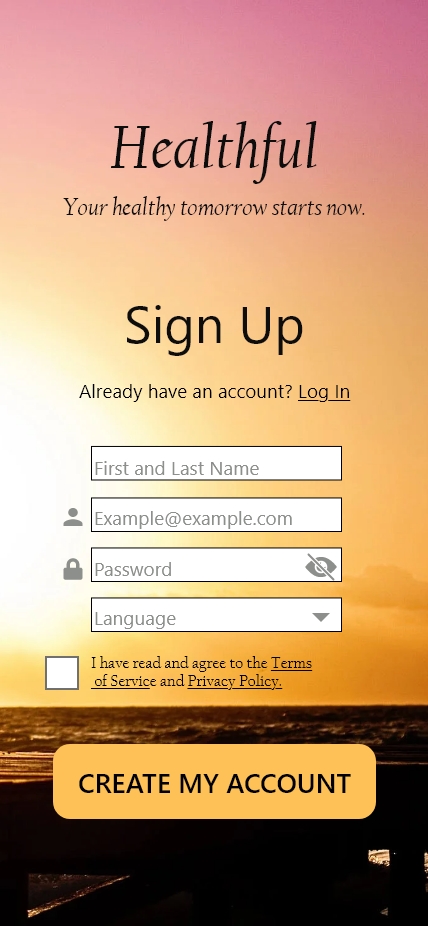 Healthful
Your healthy tomorrow starts now.
Sign Up
Already have an account? Log In
First and Last Name
Example@example.com
Password
Language
I have read and agree to the Terms
of Service and Privacy Policy.
CREATE MY ACCOUNT